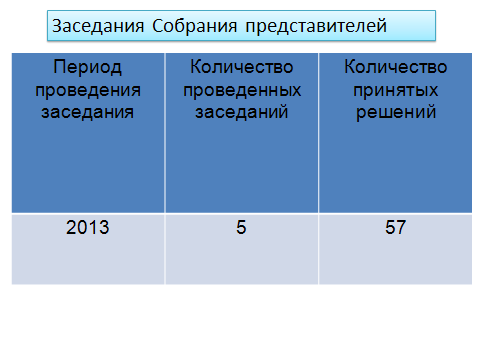 Заседания Собрания представителей
Период
проведения
заседания
Количество
проведенных
заседаний
Количество
принятых
решений
2013
5
57